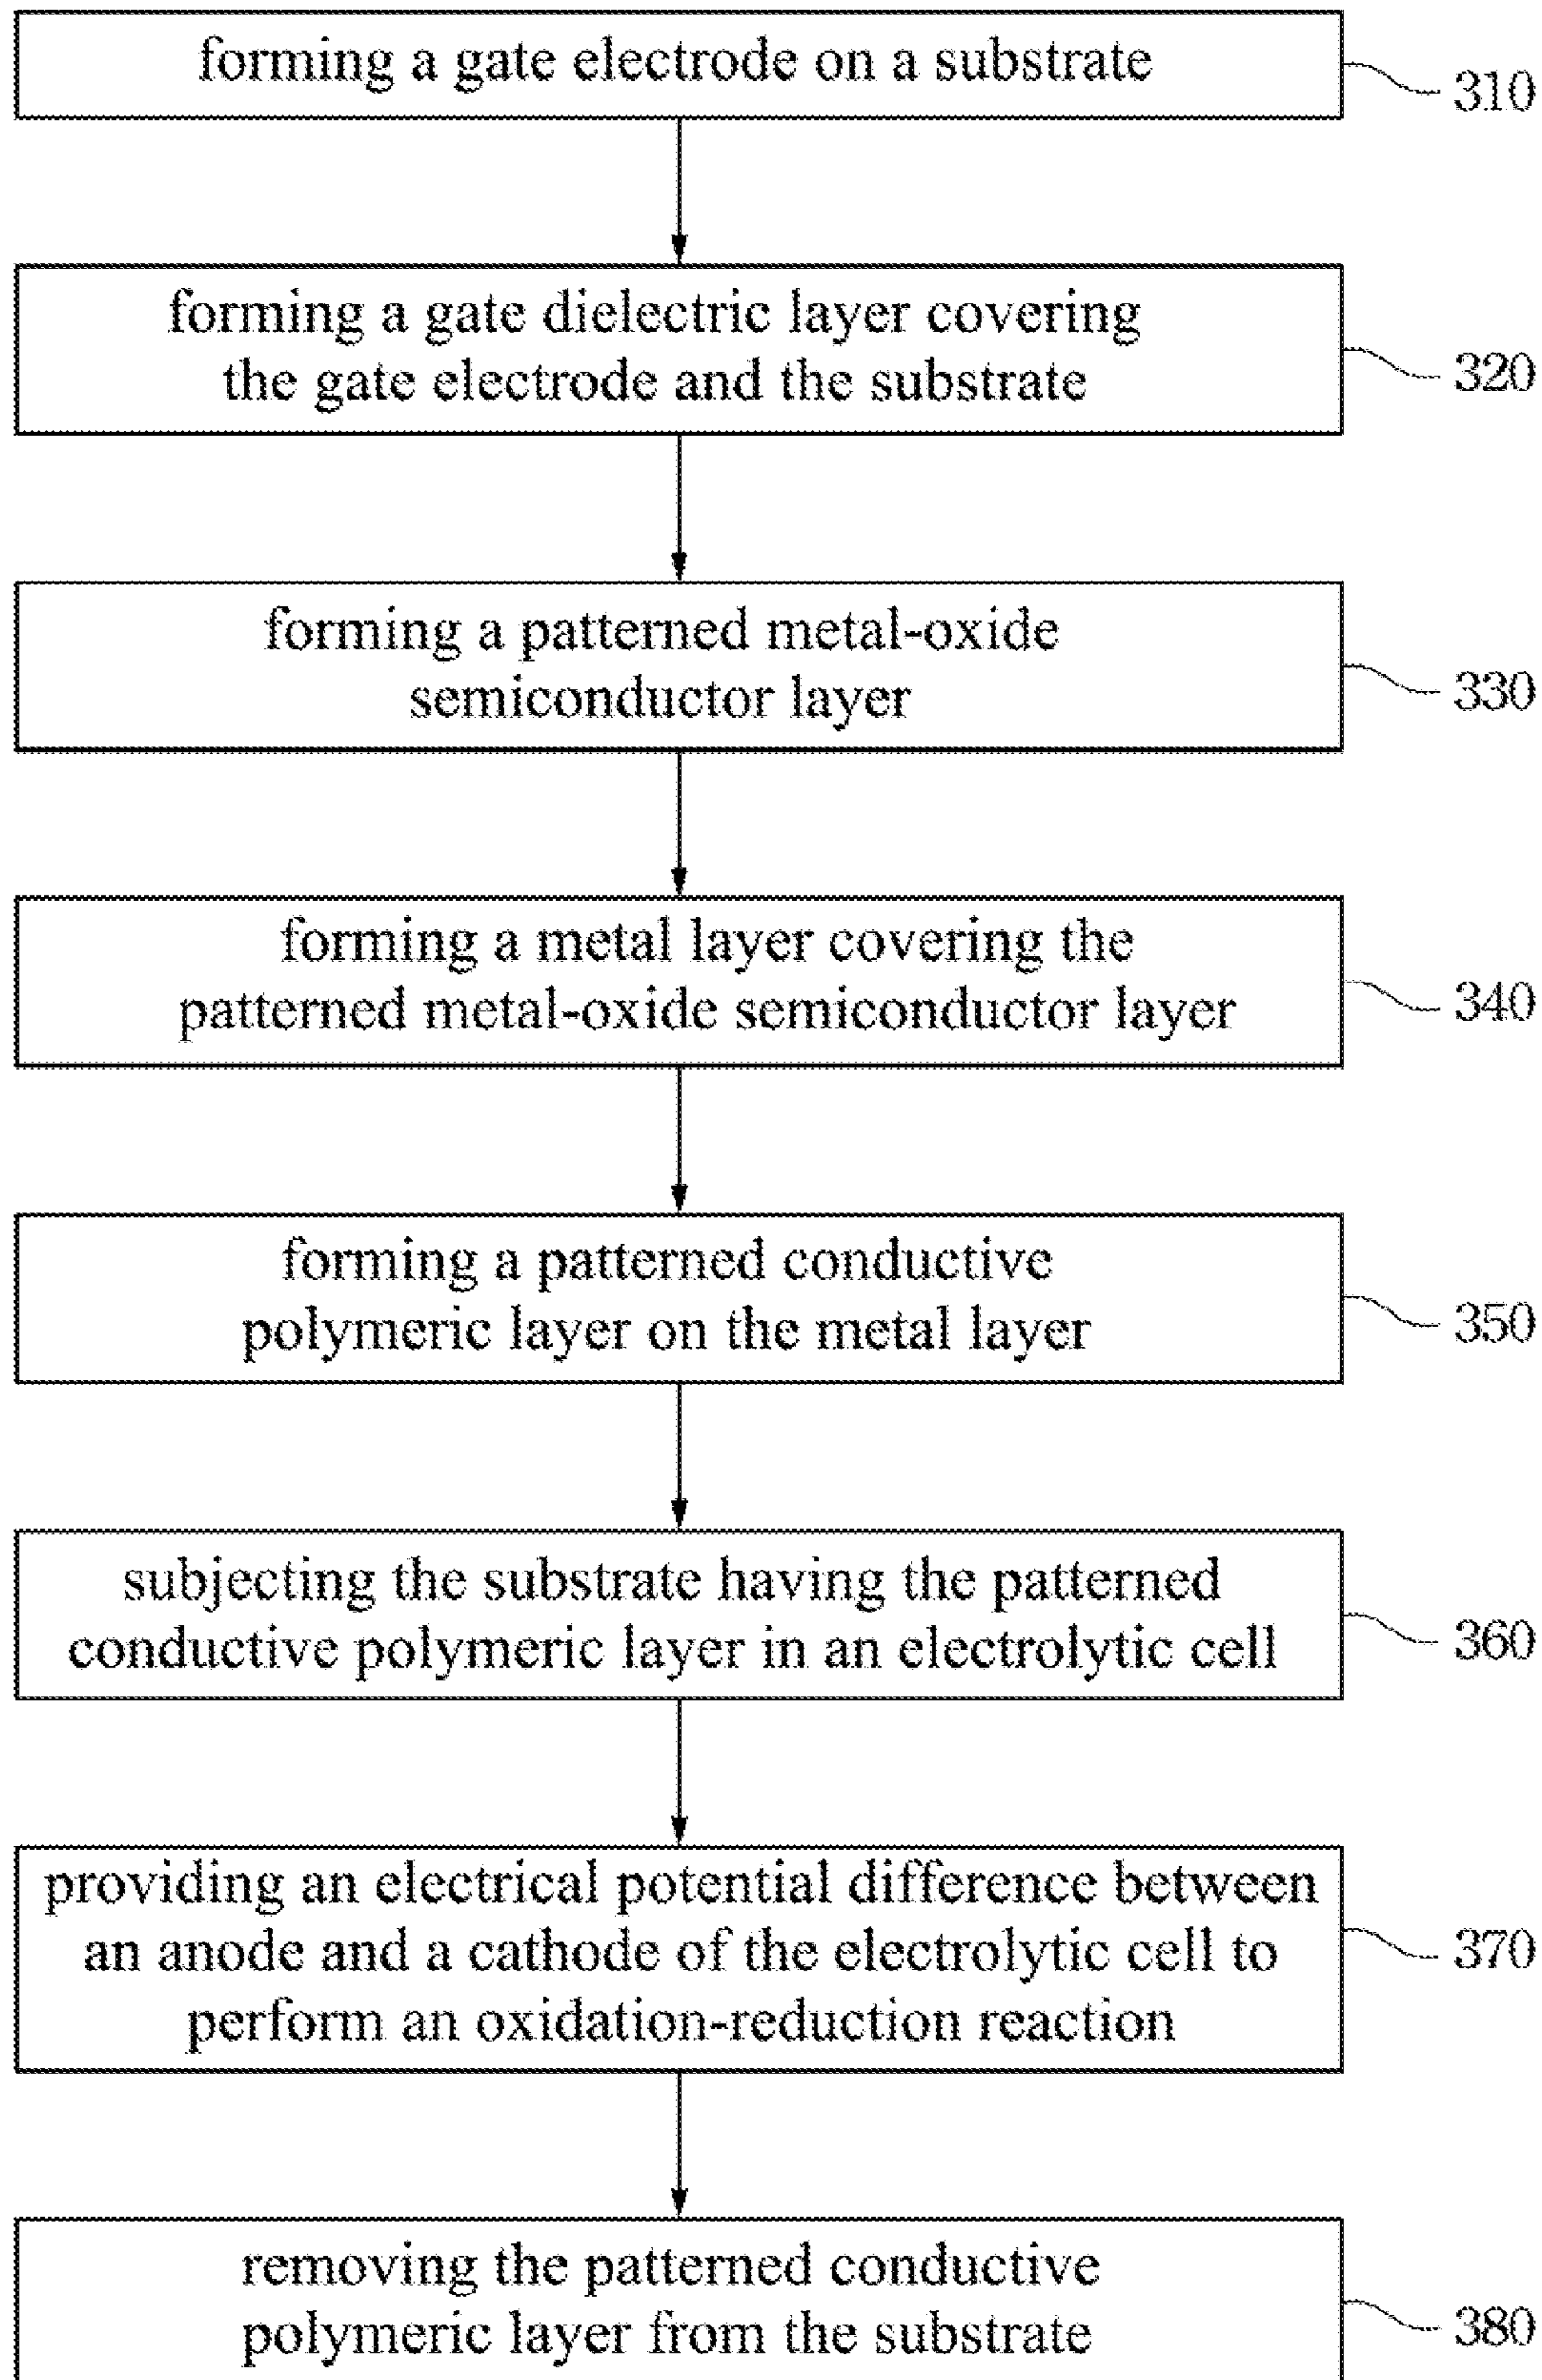 forming a gate electrode on a substrate
310
forming a gate dielectric layer covering
the gate electrode and the substrate
320
forming a patterned metal-oxide
semiconductor layer
330
forming a metal layer covering the
patterned metal-oxide semiconductor layer
340
forming a patterned conductive
polymeric layer on the metal layer
350
subjecting the substrate having the patterned
conductive polymeric layer in an electrolytic cell
360
providing an electrical potential difference between
an anode and a cathode of the electrolytic cell to
perform an oxidation-reduction reaction
370
removing the patterned conductive
polymeric layer from the substrate
380